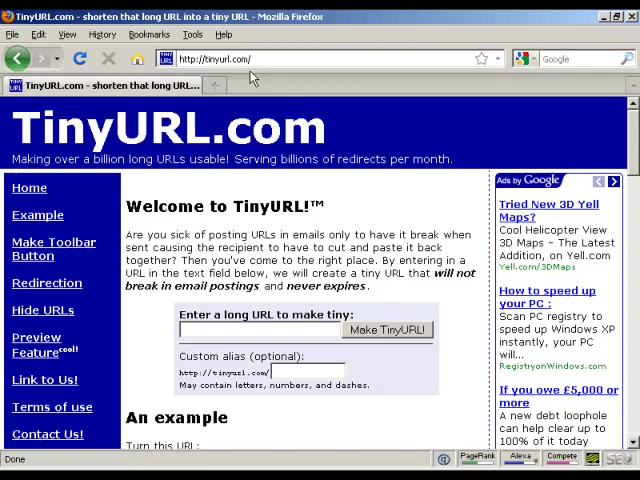 TinyURL.com - shorten that long URL into a tiny URL - Mozilla Firefox
File Edit View History Bookmarks Tools Help
TINY URL http://tinyurl.com/ Google
TinyURL.com - shorten that long URL...
TinyURL.com
Making over a billion long URLs usable! Serving billions of redirects per month.
Home
Example
Make Toolbar
Button
Redirection
Hide URLs
Preview
Feature cool!
Link to Us!
Terms of use
Contact Us!
Welcome to TinyURL!™
Are you sick of posting URLs in emails only to have it break when
sent causing the recipient to have to cut and paste it back
together? Then you've come to the right place. By entering in a
URL in the text field below, we will create a tiny URL that will not
break in email postings and never expires.
Enter a long URL to make tiny:
Make TinyURL!
Custom alias (optional):
http://tinyurl.com/
May contain letters, numbers, and dashes.
An example
Turn this URL:
Ads by Google
Tried New 3D Yell
Maps?
Cool Helicopter View
3D Maps - The Latest
Addition, on Yell.com
Yell.com/3DMaps
How to speed up
your PC :
Scan PC registry to
speed up Windows XP
instantly, your PC
will...
RegistryonWindows.com
If you owe £5,000 or
more
A new debt loophole
can help clear up to
100% of it today
Done PageRank Alexa Compete SEO